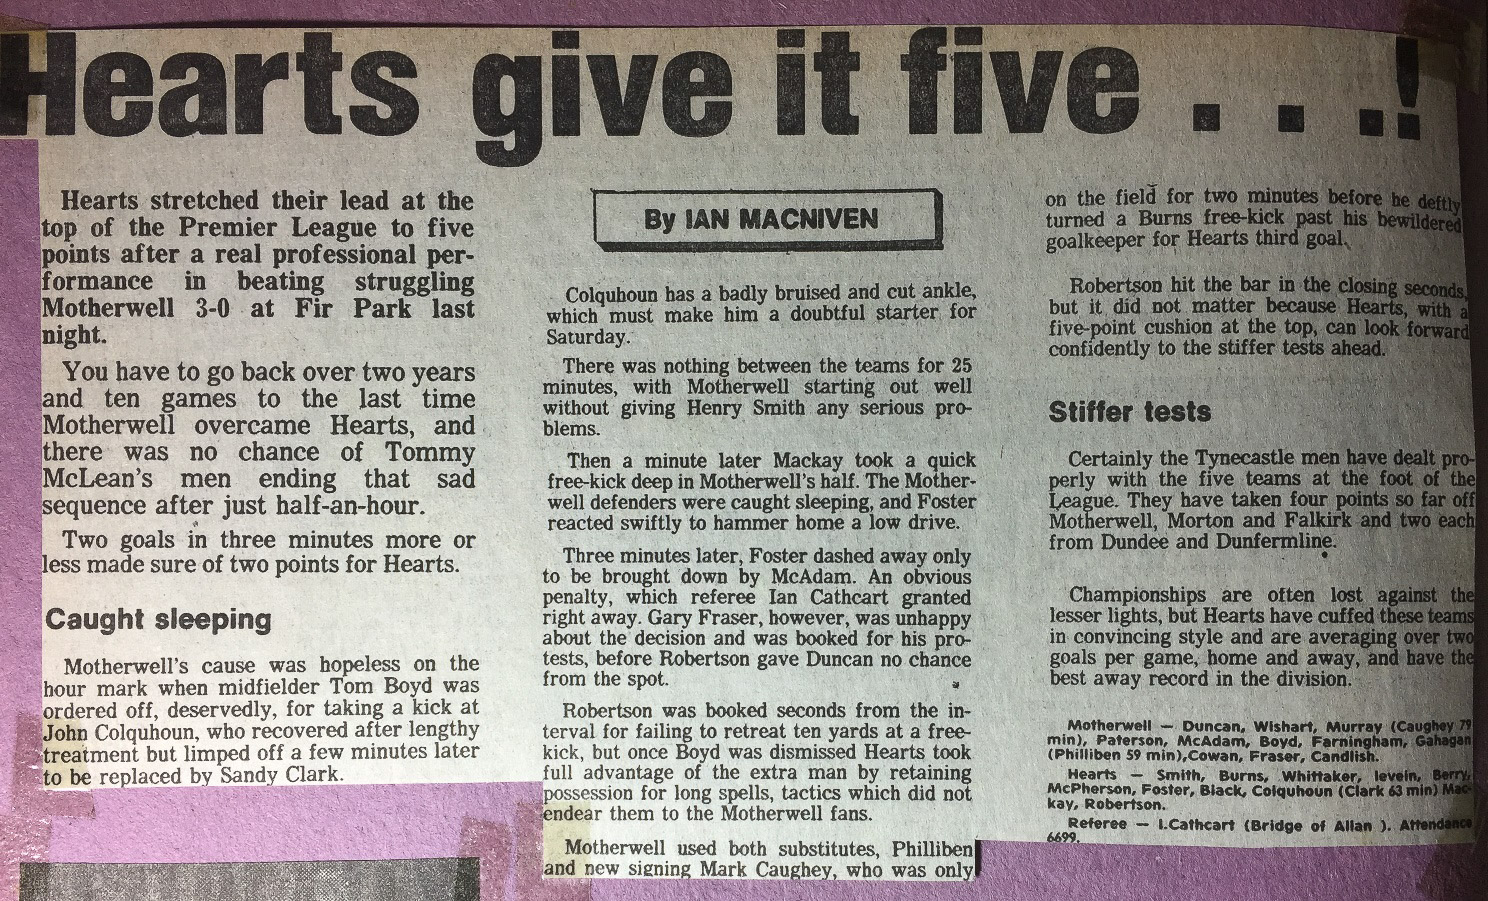 Hearts give it five . . .!
Hearts stretched their lead at the
top of the Premier League to five
points after a real professional per-
formance in beating struggling
Motherwell 3-0 at Fir Park last
night.
You have to go back over two years
and ten games to the last time
Motherwell overcame Hearts, and
there was no chance of Tommy
McLean's men ending that sad
sequence after just half-an-hour.
Two goals in three minutes more or
less made sure of two points for Hearts.
Caught sleeping
Motherwell's cause was hopeless on the
hour mark when midfielder Tom Boyd was
ordered off, deservedly, for taking a kick at
John Colquhoun, who recovered after lengthy
treatment but limped off a few minutes later
to be replaced by Sandy Clark.
By IAN MACNIVEN
Colquhoun has a badly bruised and cut ankle,
which must make him a doubtful starter for
Saturday.
There was nothing between the teams for 25
minutes, with Motherwell starting out well
without giving Henry Smith any serious pro-
blems.
Then a minute later Mackay took a quick
free-kick deep in Motherwell's half. The Mother-
well defenders were caught sleeping, and Foster
reacted swiftly to hammer home a low drive.
Three minutes later, Foster dashed away only
to be brought down by McAdam. An obvious
penalty, which referee Ian Cathcart granted
right away. Gary Fraser, however, was unhappy
about the decision and was booked for his pro-
tests, before Robertson gave Duncan no chance
from the spot.
Robertson was booked seconds from the in-
terval for failing to retreat ten yards at a free-
kick, but once Boyd was dismissed Hearts took
full advantage of the extra man by retaining
possession for long spells, tactics which did not
endear them to the Motherwell fans.
Motherwell used both substitutes, Philliben
and new signing Mark Caughey, who was only
on the field for two minutes before he deftly
turned a Burns free-kick past his bewildered
goalkeeper for Hearts third goal.
Robertson hit the bar in the closing seconds,
but it did not matter because Hearts, with a
five-point cushion at the top, can look forward
confidently to the stiffer tests ahead.
Stiffer tests
Certainly the Tynecastle men have dealt pro-
perly with the five teams at the foot of the
League. They have taken four points so far off
Motherwell, Morton and Falkirk and two each
from Dundee and Dunfermline.
Championships are often lost against the
lesser lights, but Hearts have cuffed these teams
in convincing style and are averaging over two
goals per game, home and away, and have the
best away record in the division.
Motherwell — Duncan, Wishart, Murray (Caughey 79
min), Paterson, McAdam, Boyd, Farningham, Gahagan
(Philliben 59 min),Cowan, Fraser, Candlish.
Hearts — Smith, Burns, Whittaker, levein, Berry,
McPherson, Foster, Black, Colquhoun (Clark 63 min) Mac-
kay, Robertson.
Referee — I.Cathcart (Bridge of Allan ). Attendance
6699.